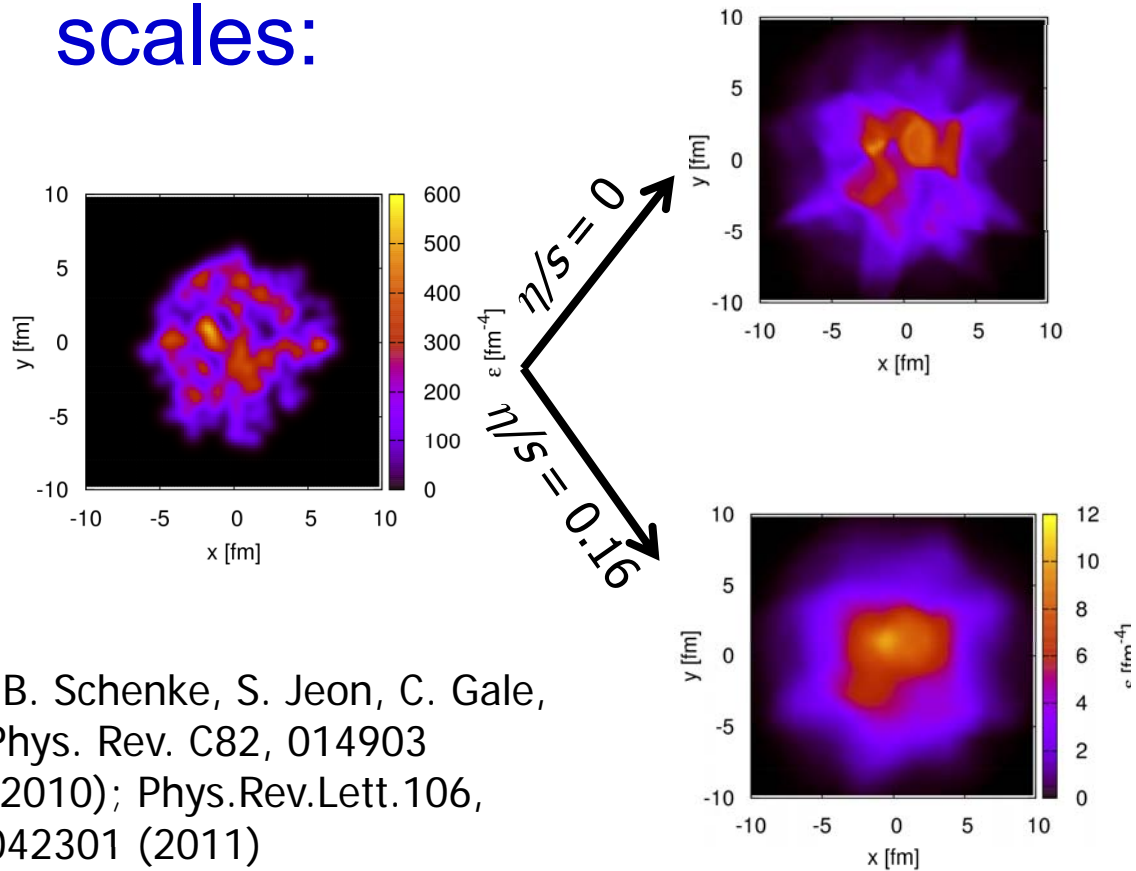 scales:
10
5
0
-5
-10
y [fm]
-10 -5 0 5 10
x [fm]
600
500
400
300
200
100
0
ε [fm-4]
η/s = 0
η/s = 0.16
10
5
0
-5
-10
y [fm]
-10 -5 0 5 10
x [fm]
10
5
0
-5
-10
y [fm]
-10 -5 0 5 10
x [fm]
12
10
8
6
4
2
0
ε [fm-4]
B. Schenke, S. Jeon, C. Gale,
Phys. Rev. C82, 014903
2010); Phys.Rev.Lett.106,
042301 (2011)